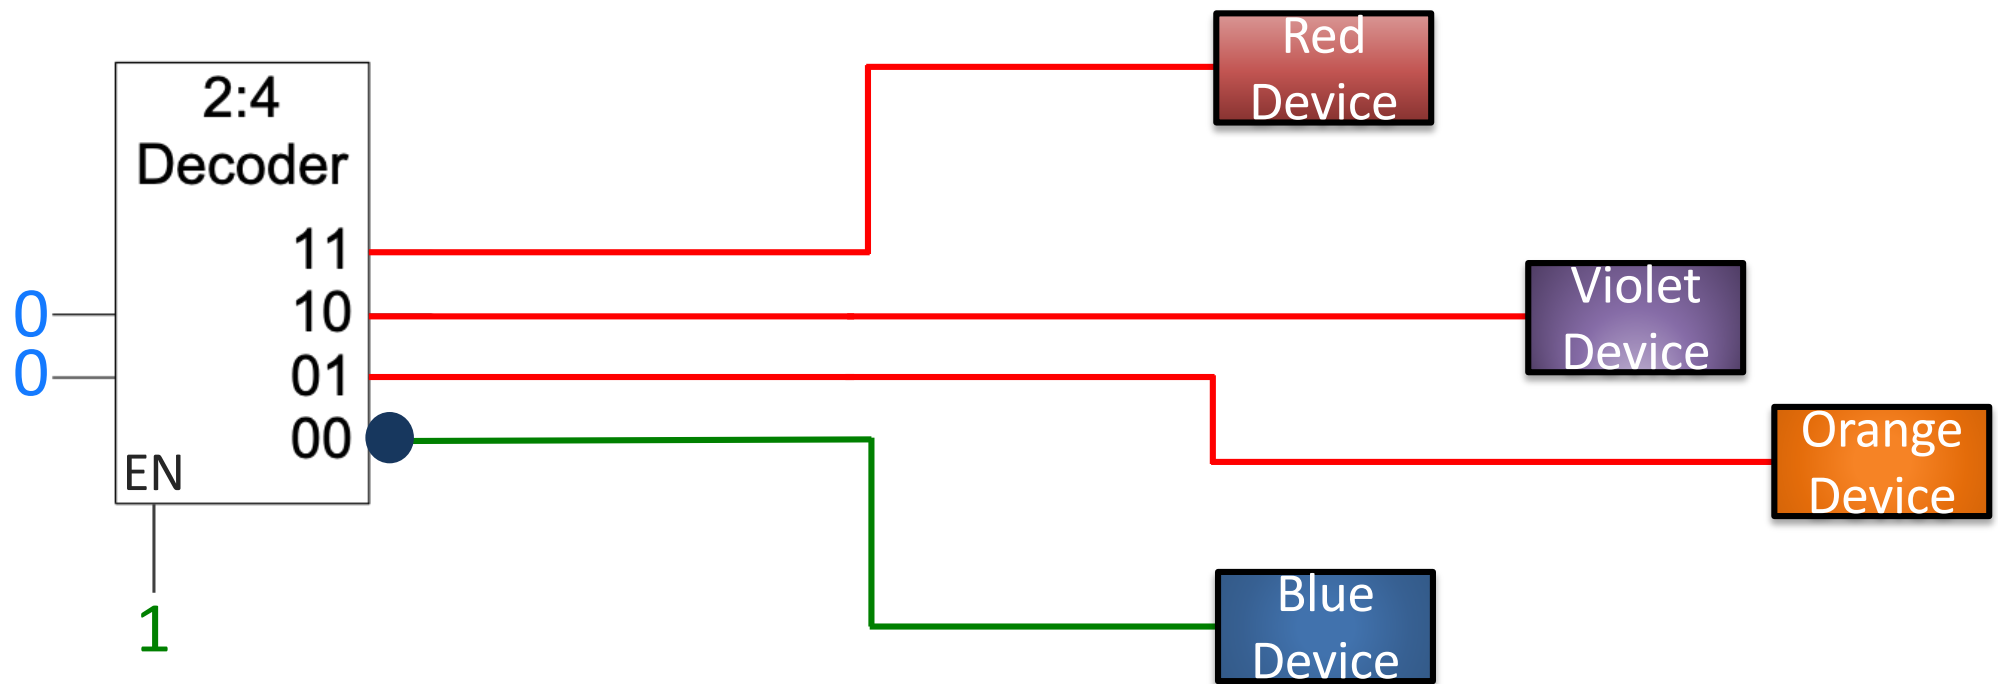 2:4
Decoder
11
10
01
00
EN
0
0
1
Red
Device
Violet
Device
Orange
Device
Blue
Device